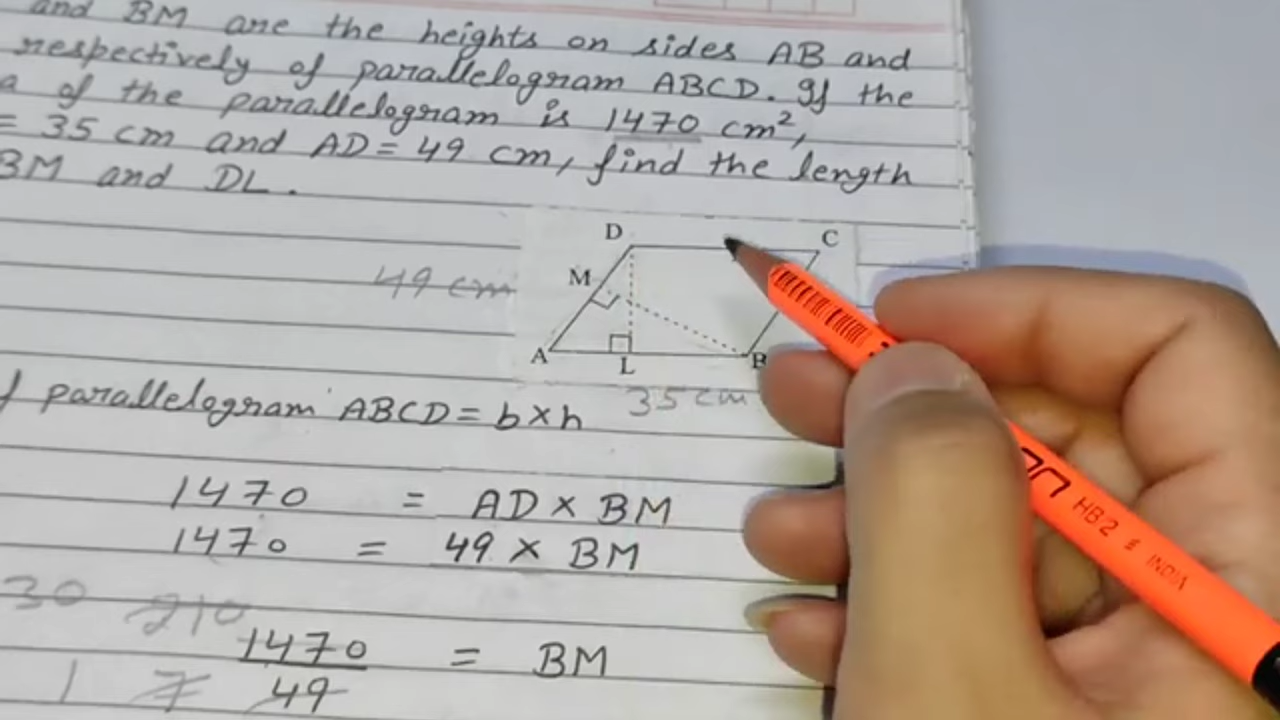 and BM are the heights on sides AB and
respectively of parallelogram ABCD. If the
a of the parallelogram is 1470 cm²,
= 35 cm and AD = 49 cm, find the length
BM and DL.
D
C
M
49 cm
A
L
B
35 cm
f parallelogram ABCD = b×h
1470 = AD × BM
1470 = 49 × BM
30 210
1470 = BM
1 7 49
HB2 INDIA